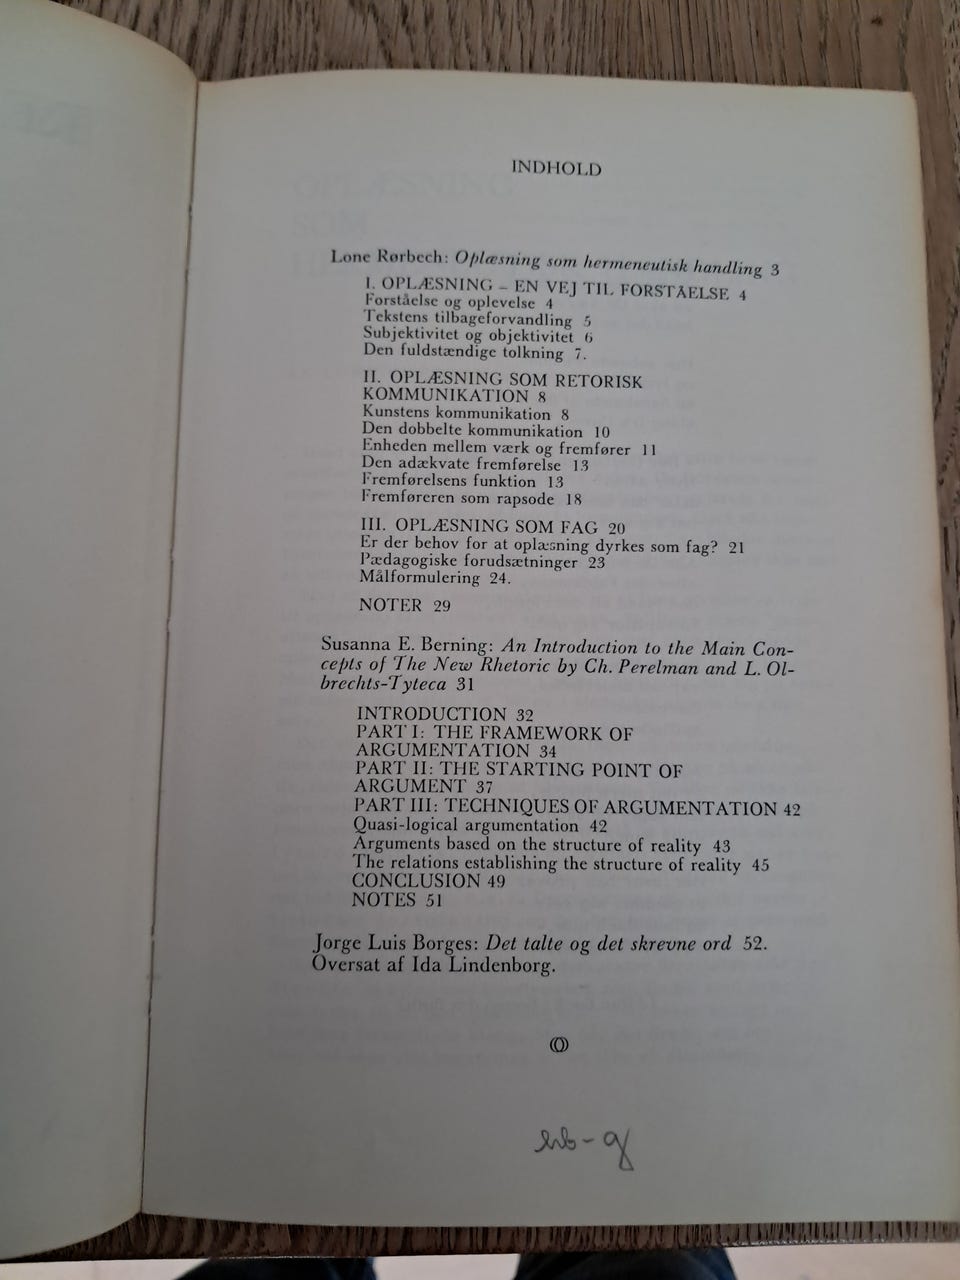 INDHOLD
Lone Rørbech: Oplæsning som hermeneutisk handling 3
I. OPLÆSNING – EN VEJ TIL FORSTÅELSE 4
Forståelse og oplevelse 4
Tekstens tilbageforvandling 5
Subjektivitet og objektivitet 6
Den fuldstændige tolkning 7.
II. OPLÆSNING SOM RETORISK
KOMMUNIKATION 8
Kunstens kommunikation 8
Den dobbelte kommunikation 10
Enheden mellem værk og fremfører 11
Den adækvate fremførelse 13
Fremførelsens funktion 13
Fremføreren som rapsode 18
III. OPLÆSNING SOM FAG 20
Er der behov for at oplæsning dyrkes som fag? 21
Pædagogiske forudsætninger 23
Målformulering 24.
NOTER 29
Susanna E. Berning: An Introduction to the Main Con-
cepts of The New Rhetoric by Ch. Perelman and L. Ol-
brechts-Tyteca 31
INTRODUCTION 32
PART I: THE FRAMEWORK OF
ARGUMENTATION 34
PART II: THE STARTING POINT OF
ARGUMENT 37
PART III: TECHNIQUES OF ARGUMENTATION 42
Quasi-logical argumentation 42
Arguments based on the structure of reality 43
The relations establishing the structure of reality 45
CONCLUSION 49
NOTES 51
Jorge Luis Borges: Det talte og det skrevne ord 52.
Oversat af Ida Lindenborg.